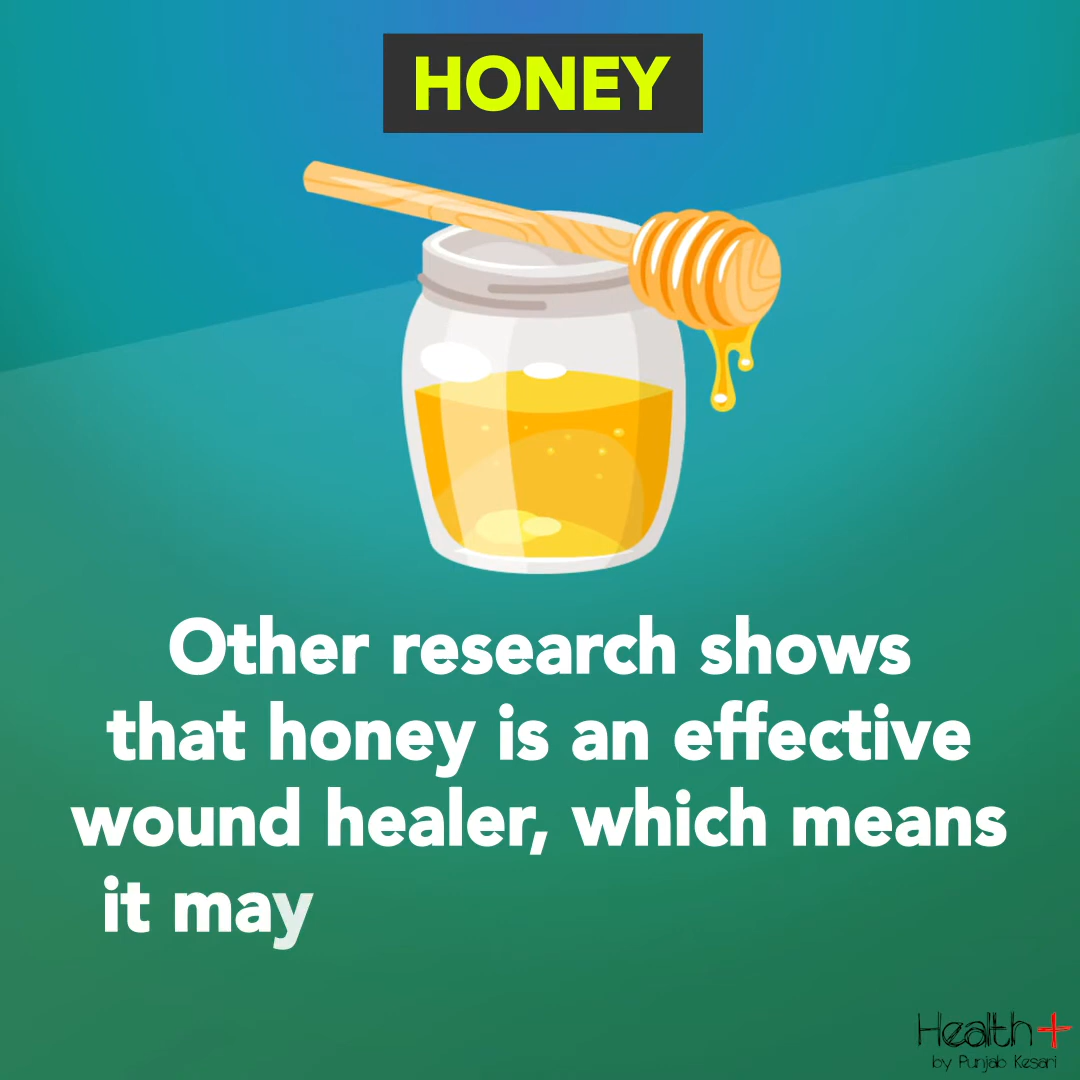 HONEY
Other research shows
that honey is an effective
wound healer, which means
it may
Health+
by Punjab Kesari